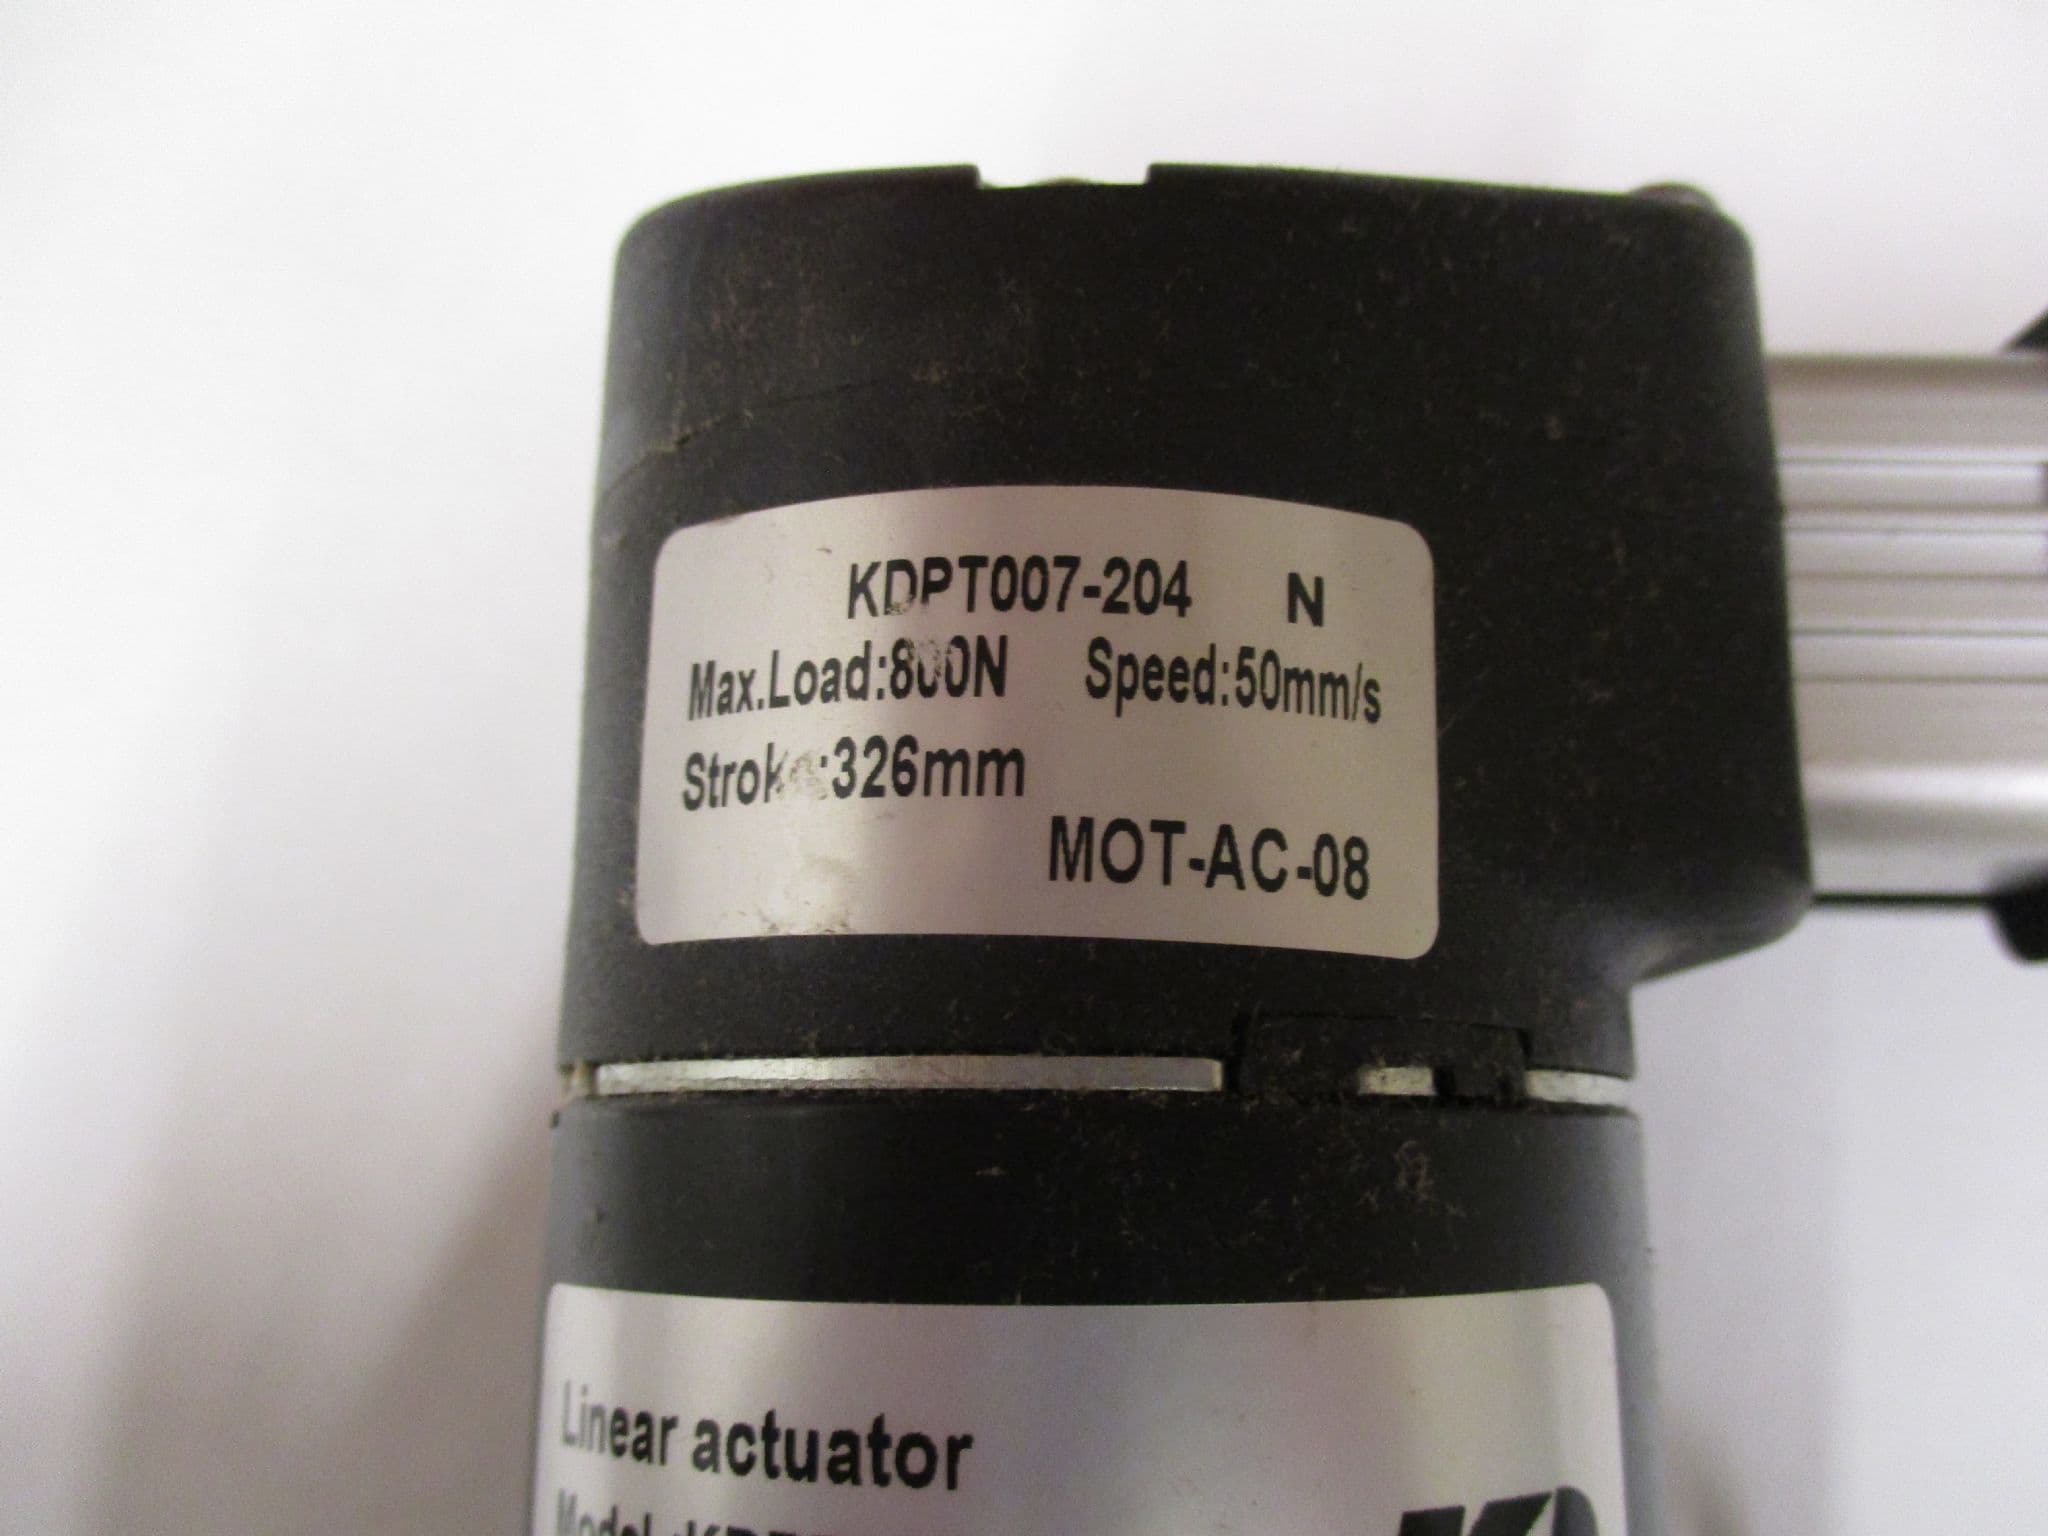 KDPT007-204 N
Max.Load:800N Speed:50mm/s
Stroke:326mm
MOT-AC-08
Linear actuator